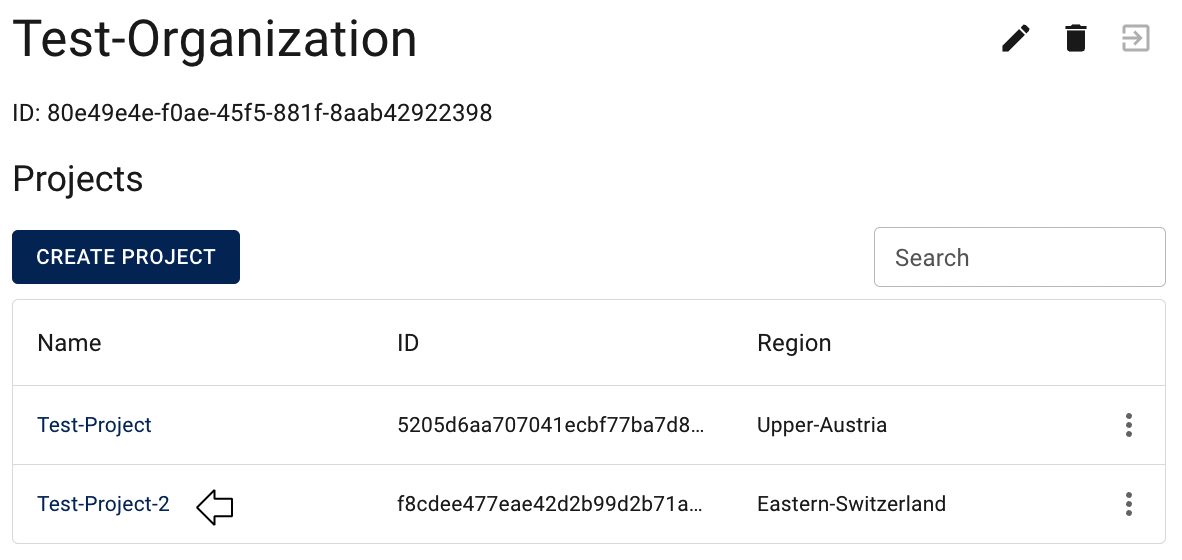 Test-Organization
ID: 80e49e4e-f0ae-45f5-881f-8aab42922398
Projects
CREATE PROJECT Search
Name ID Region
Test-Project 5205d6aa707041ecbf77ba7d8... Upper-Austria
Test-Project-2 f8cdee477eae42d2b99d2b71a... Eastern-Switzerland